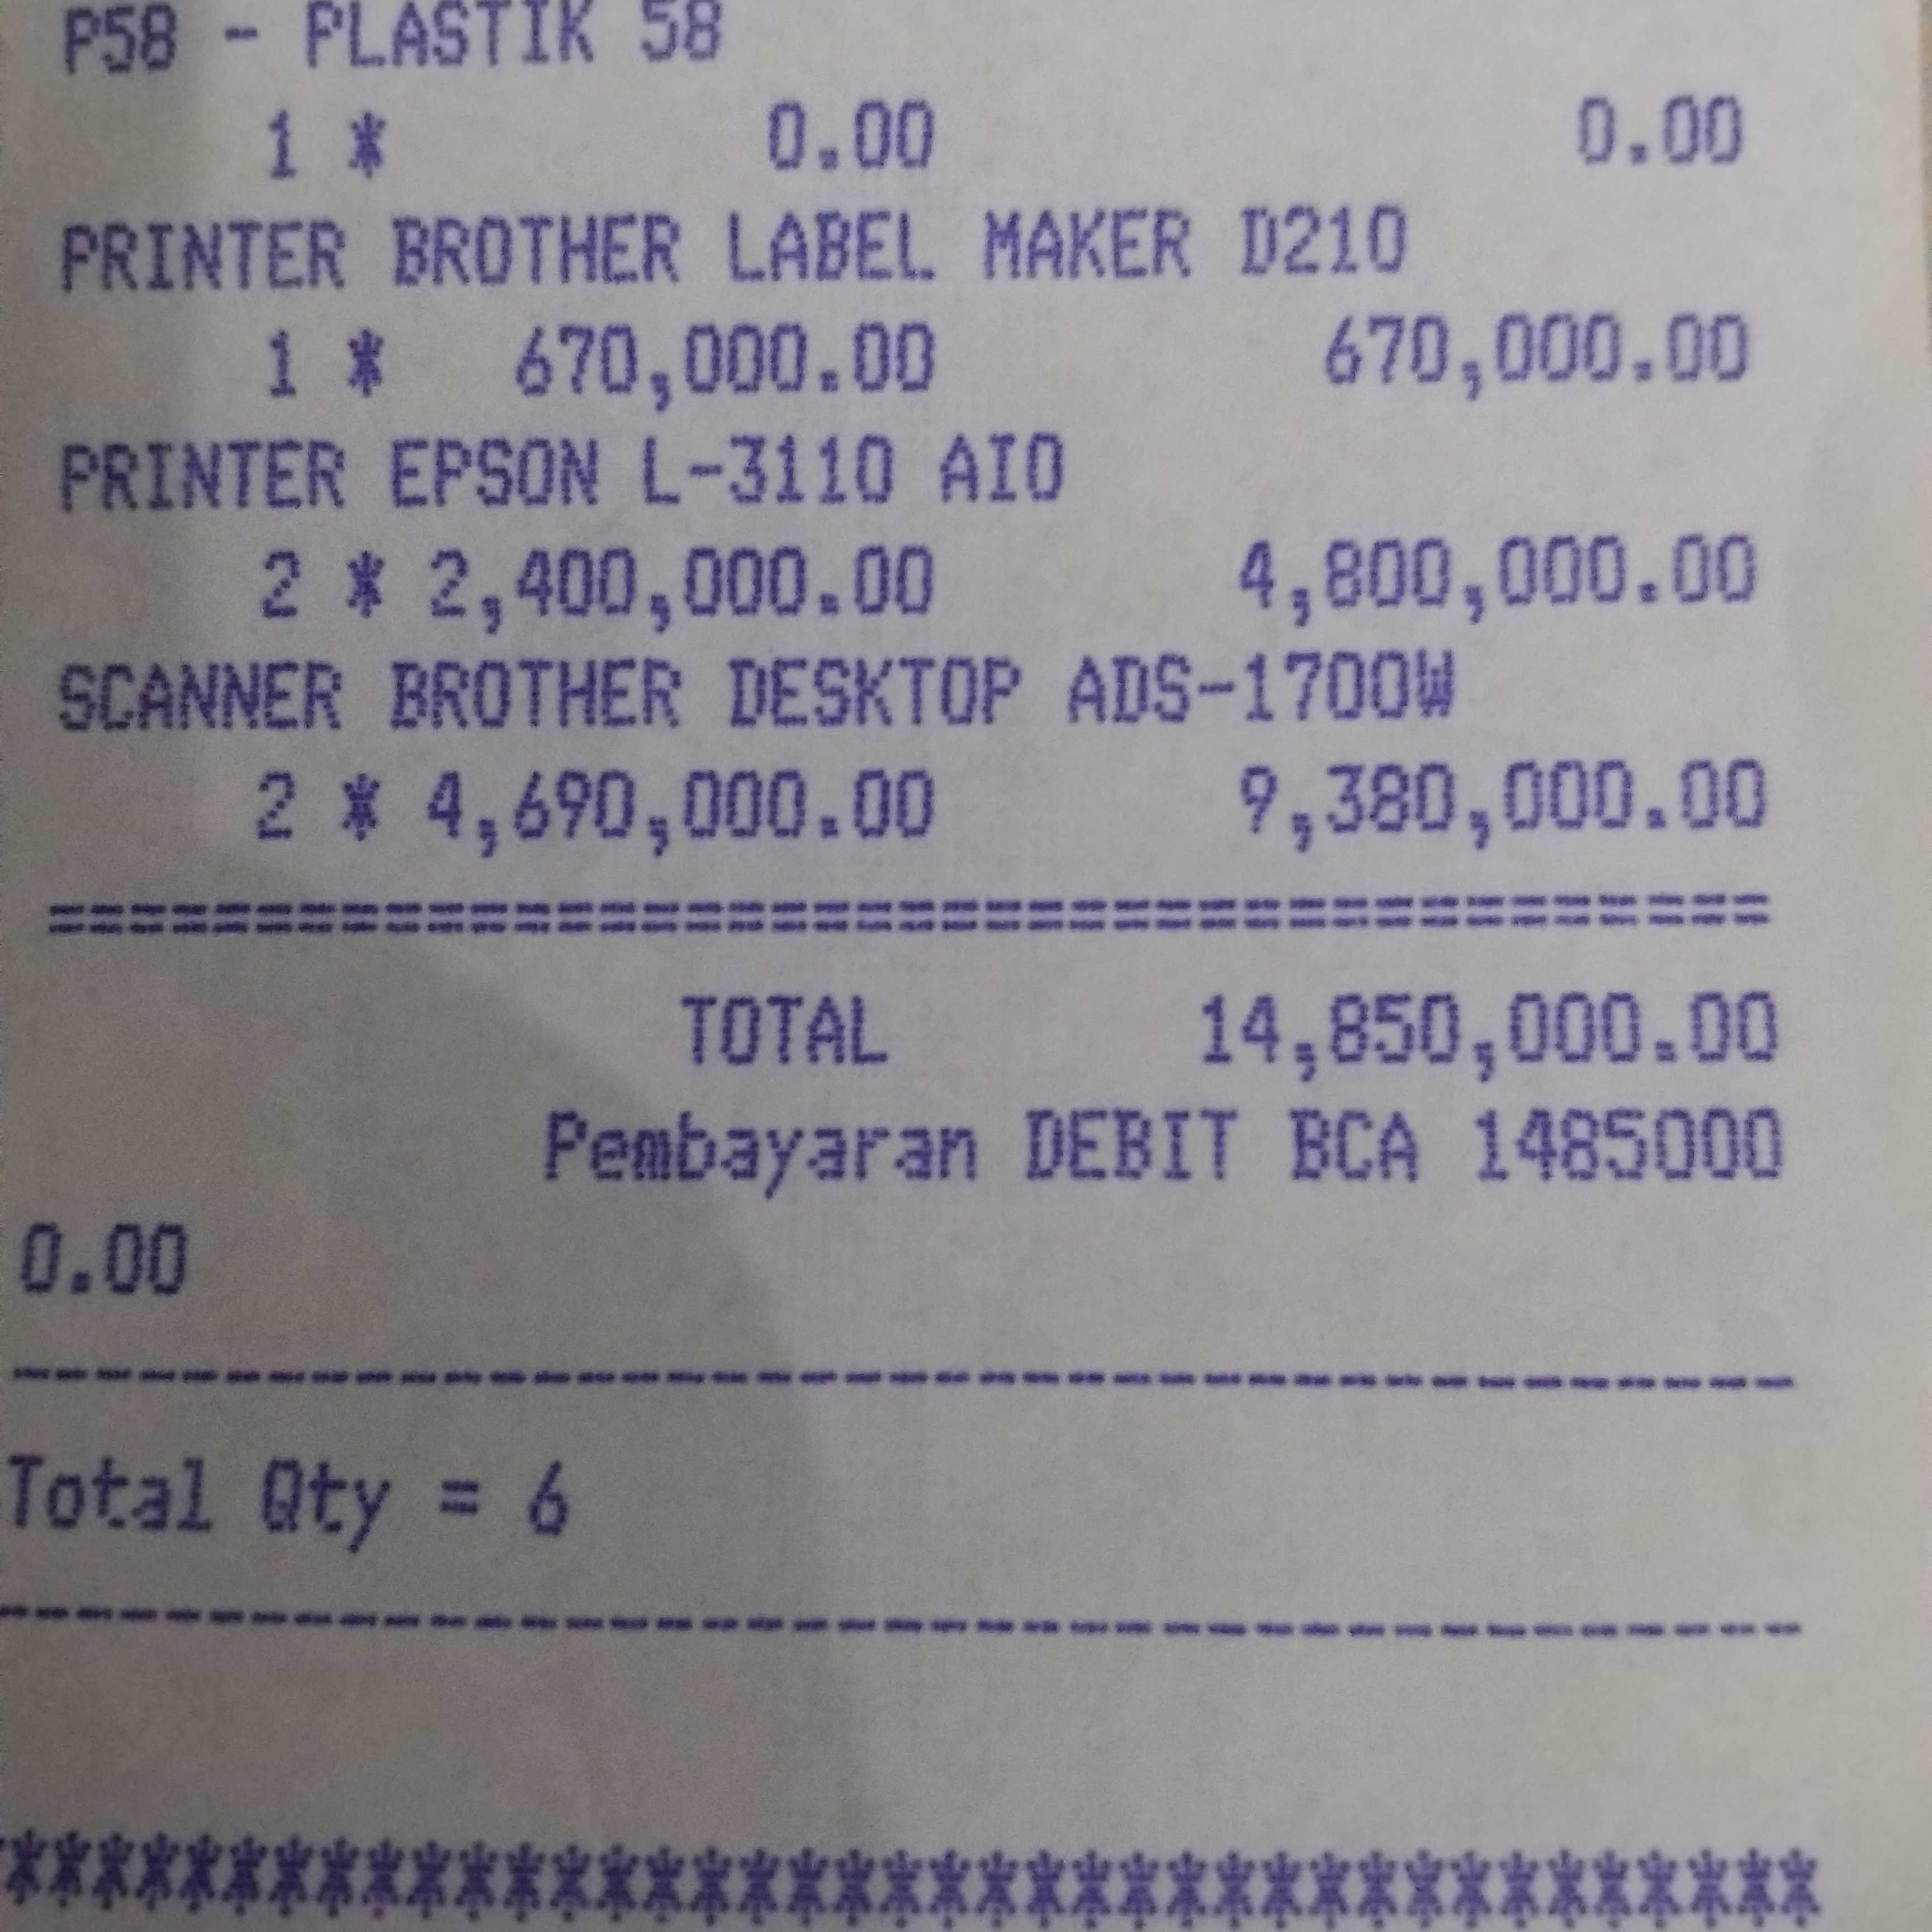 P58 - PLASTIK 58
1 * 0.00 0.00
PRINTER BROTHER LABEL MAKER D210
1 * 670,000.00 670,000.00
PRINTER EPSON L-3110 AIO
2 * 2,400,000.00 4,800,000.00
SCANNER BROTHER DESKTOP ADS-1700W
2 * 4,690,000.00 9,380,000.00
========================================
TOTAL 14,850,000.00
Pembayaran DEBIT BCA 1485000
0.00
----------------------------------------
Total Qty = 6
----------------------------------------
****************************************